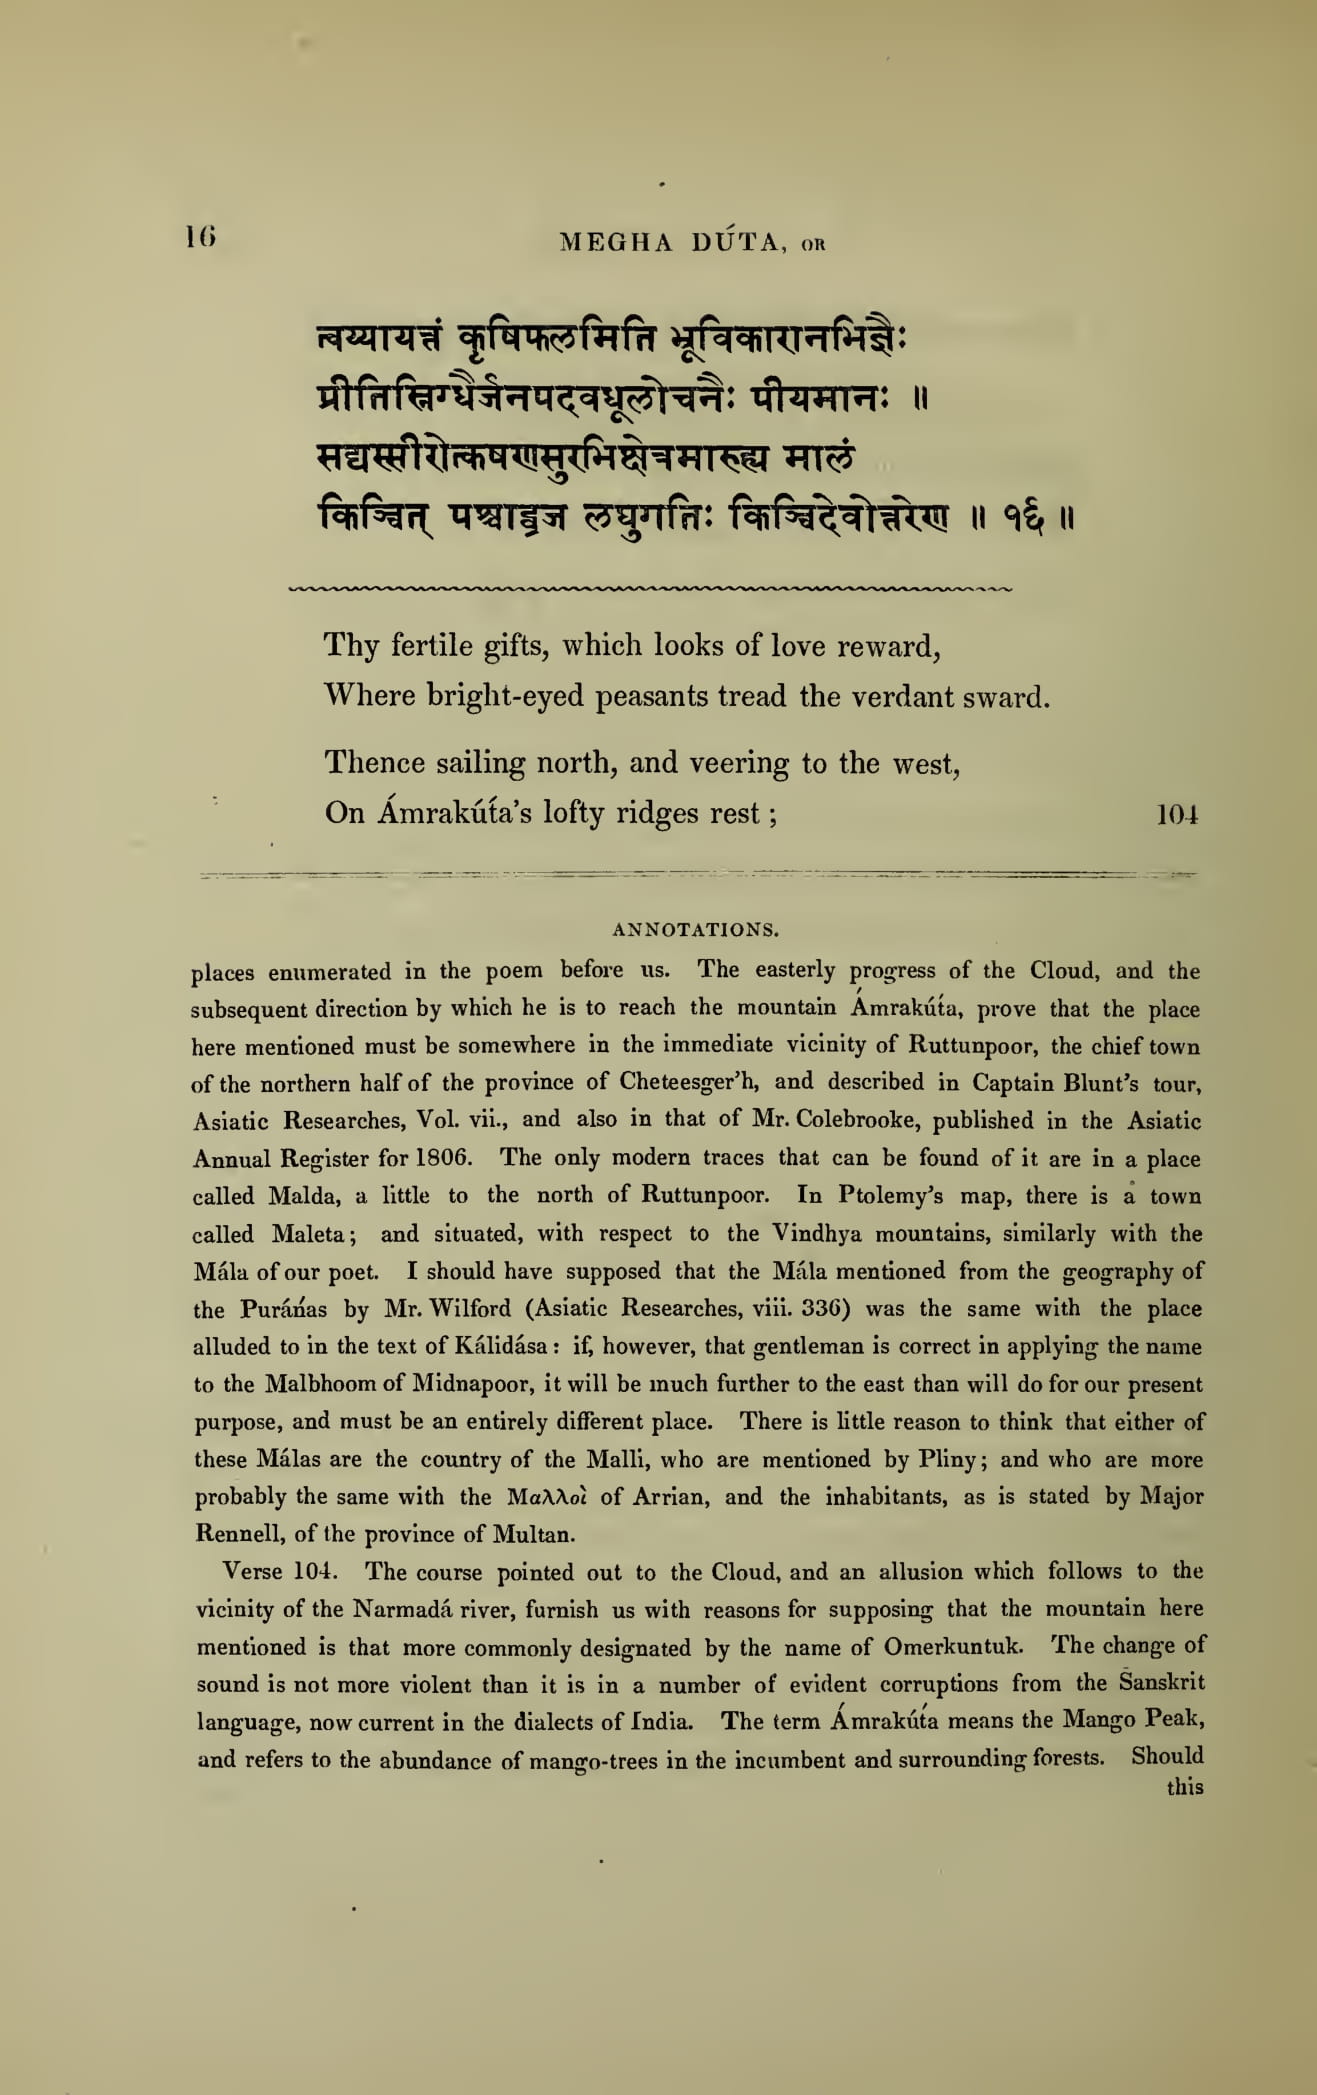 16
MEGHA DÚTA, OR
त्वय्यायत्तं कृषिफलमिति भ्रूविकारानभिज्ञैः
प्रीतिस्निग्धैर्जनपदवधूलोचनैः पीयमानः ॥
सद्यस्सीरोत्कषणसुरभिक्षेत्रमारुह्य मालं
किञ्चित् पश्चाद्व्रज लघुगतिः किञ्चिदेवोत्तरेण ॥ १६ ॥
Thy fertile gifts, which looks of love reward,
Where bright-eyed peasants tread the verdant sward.
Thence sailing north, and veering to the west,
On Ámrakút́a's lofty ridges rest ; 104
ANNOTATIONS.
places enumerated in the poem before us. The easterly progress of the Cloud, and the
subsequent direction by which he is to reach the mountain Ámrakút́a, prove that the place
here mentioned must be somewhere in the immediate vicinity of Ruttunpoor, the chief town
of the northern half of the province of Cheteesger'h, and described in Captain Blunt's tour,
Asiatic Researches, Vol. vii., and also in that of Mr. Colebrooke, published in the Asiatic
Annual Register for 1806. The only modern traces that can be found of it are in a place
called Malda, a little to the north of Ruttunpoor. In Ptolemy's map, there is a town
called Maleta; and situated, with respect to the Vindhya mountains, similarly with the
Mála of our poet. I should have supposed that the Mála mentioned from the geography of
the Puráńas by Mr. Wilford (Asiatic Researches, viii. 336) was the same with the place
alluded to in the text of Kálidása : if, however, that gentleman is correct in applying the name
to the Malbhoom of Midnapoor, it will be much further to the east than will do for our present
purpose, and must be an entirely different place. There is little reason to think that either of
these Málas are the country of the Malli, who are mentioned by Pliny; and who are more
probably the same with the Μαλλοὶ of Arrian, and the inhabitants, as is stated by Major
Rennell, of the province of Multan.
Verse 104. The course pointed out to the Cloud, and an allusion which follows to the
vicinity of the Narmadá river, furnish us with reasons for supposing that the mountain here
mentioned is that more commonly designated by the name of Omerkuntuk. The change of
sound is not more violent than it is in a number of evident corruptions from the Sanskrit
language, now current in the dialects of India. The term Ámrakút́a means the Mango Peak,
and refers to the abundance of mango-trees in the incumbent and surrounding forests. Should
this